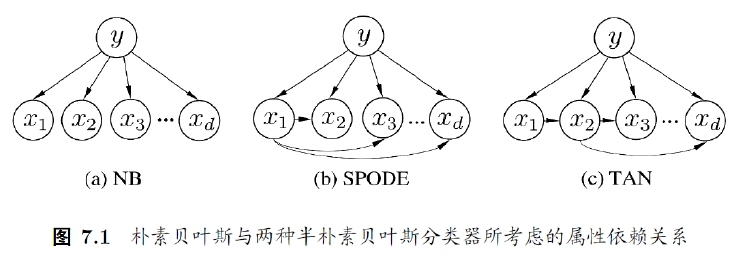 y y y
x1 x2 x3 ... xd x1 x2 x3 ... xd x1 x2 x3 ... xd
(a) NB (b) SPODE (c) TAN
图 7.1 朴素贝叶斯与两种半朴素贝叶斯分类器所考虑的属性依赖关系